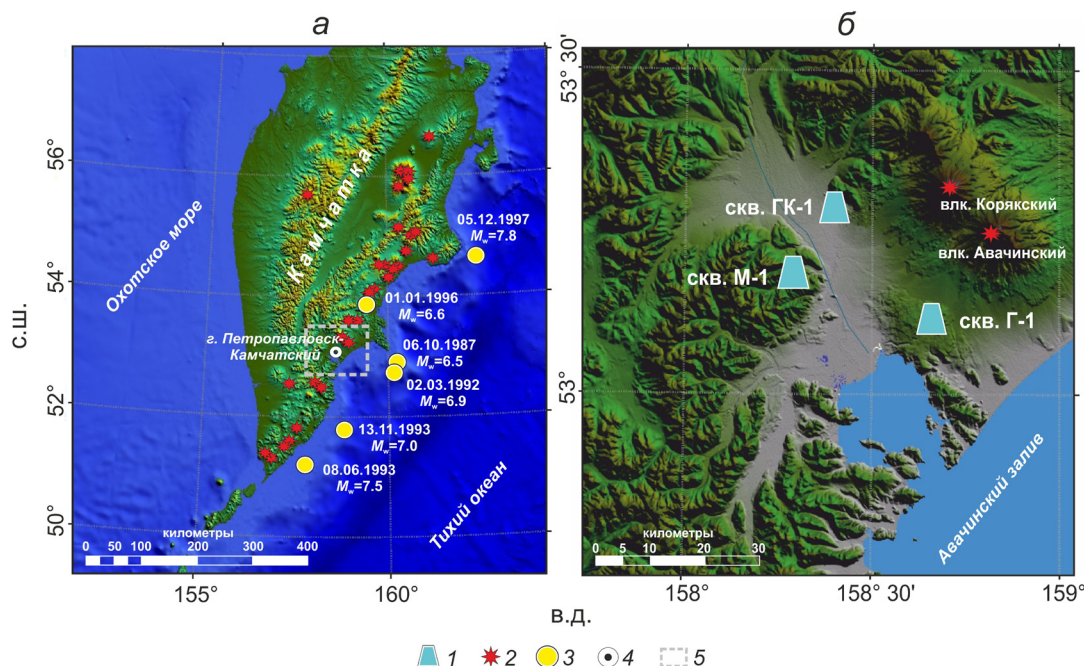 а
б
56°
54°
52°
50°
с.ш.
155°
160°
Охотское море
Камчатка
05.12.1997
Mw=7.8
01.01.1996
Mw=6.6
г. Петропавловск-
Камчатский
06.10.1987
Mw=6.5
02.03.1992
Mw=6.9
13.11.1993
Mw=7.0
08.06.1993
Mw=7.5
Тихий океан
километры
0 50 100 200 300 400
53° 30'
53°
скв. ГК-1
влк. Корякский
влк. Авачинский
скв. М-1
скв. Г-1
Авачинский залив
километры
0 5 10 20 30
158°
158° 30'
159°
в.д.
1 2 3 4 5